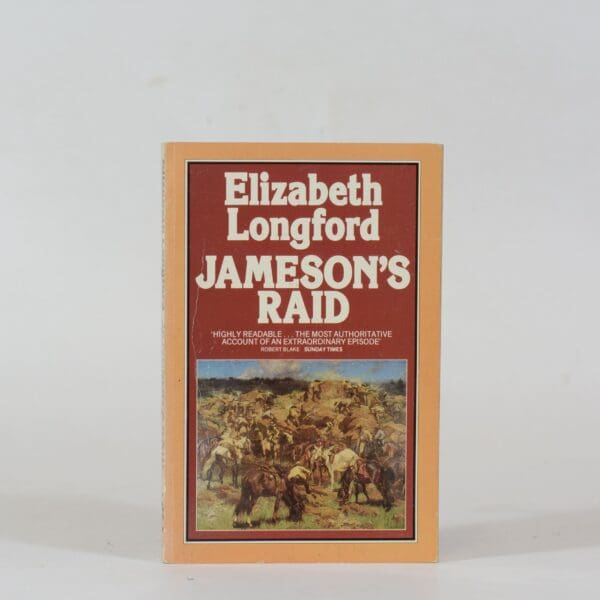 Elizabeth
Longford
JAMESON'S
RAID
'HIGHLY READABLE . . . THE MOST AUTHORITATIVE
ACCOUNT OF AN EXTRAORDINARY EPISODE'
ROBERT BLAKE SUNDAY TIMES